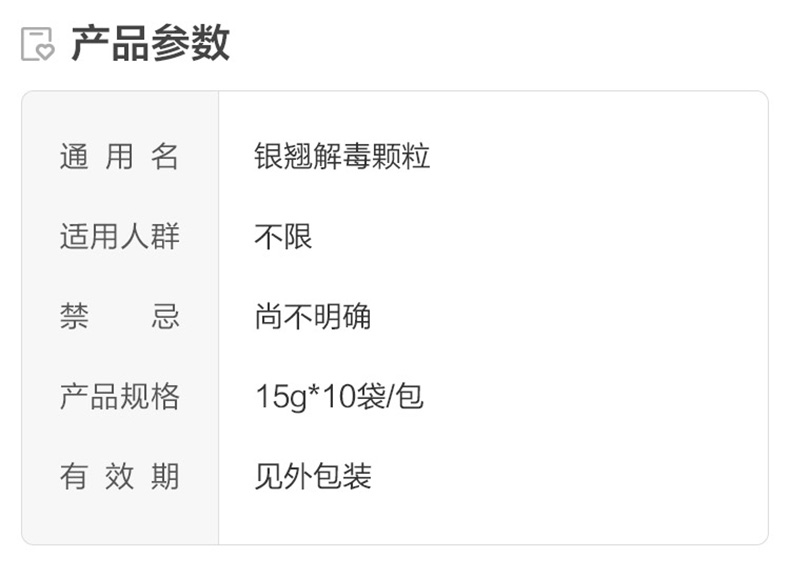 产品参数
通用名 银翘解毒颗粒
适用人群 不限
禁忌 尚不明确
产品规格 15g*10袋/包
有效期 见外包装